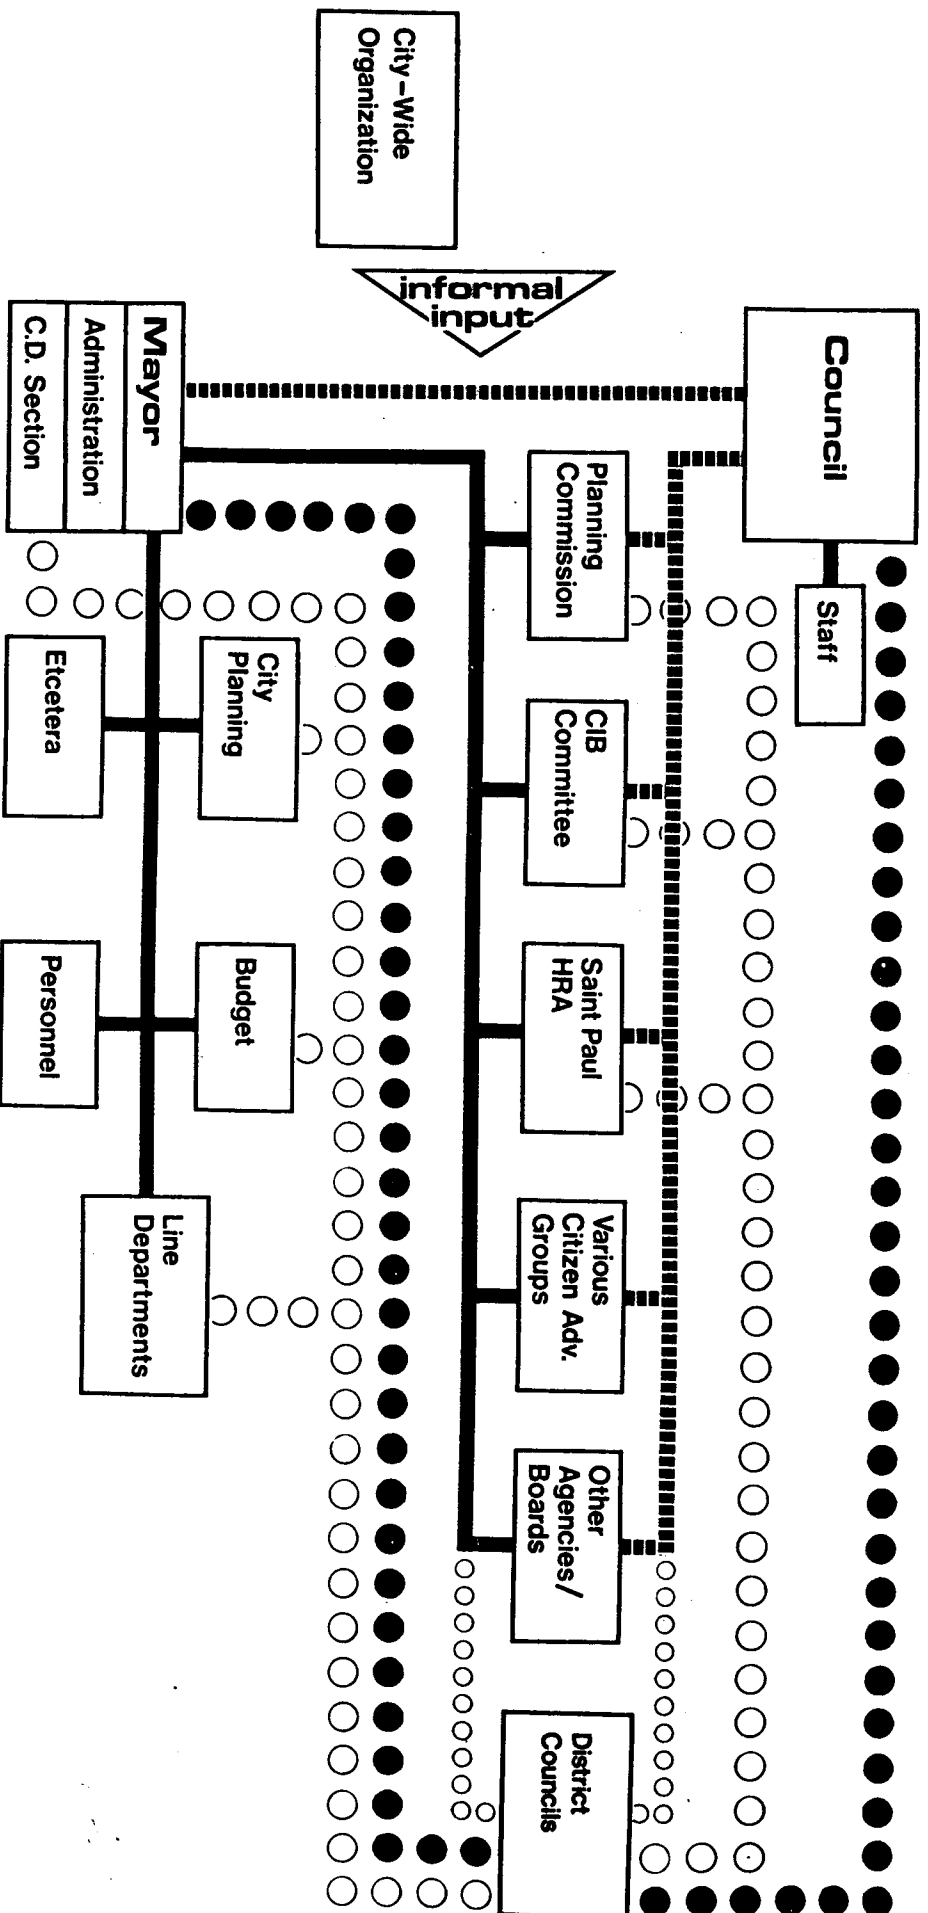 City-Wide
Organization
informal
input
Council
Staff
Mayor
Administration
C.D. Section
Planning
Commission
CIB
Committee
Saint Paul
HRA
Various
Citizen Adv.
Groups
Other
Agencies/
Boards
District
Councils
City
Planning
Etcetera
Budget
Personnel
Line
Departments